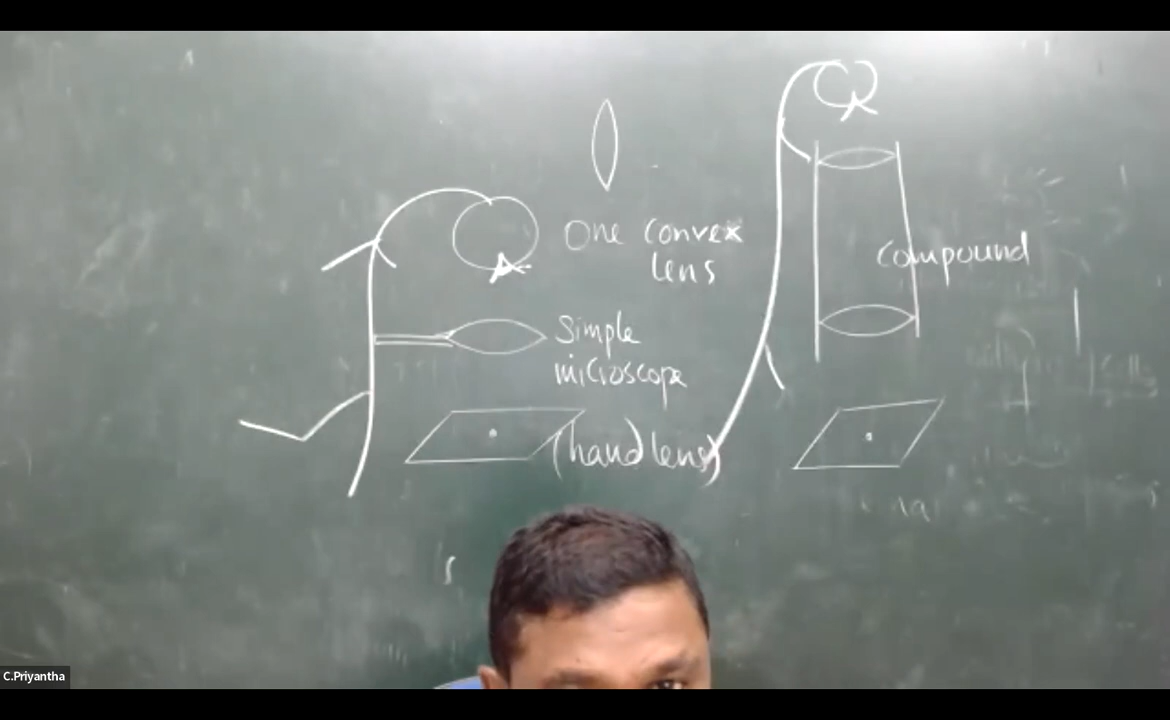 One convex
lens
Simple
microscope
(hand lens)
Compound
C.Priyantha